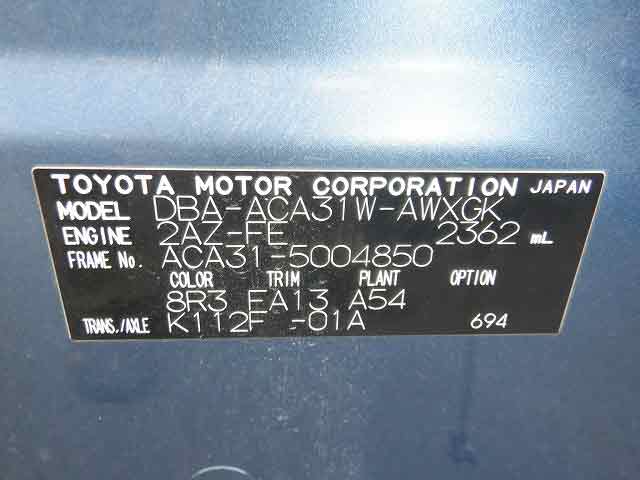 TOYOTA MOTOR CORPORATION JAPAN
MODEL DBA-ACA31W-AWXGK
ENGINE 2AZ-FE 2362 mL
FRAME No. ACA31-5004850
COLOR TRIM PLANT OPTION
8R3 FA13 A54
TRANS./AXLE K112F -01A 694